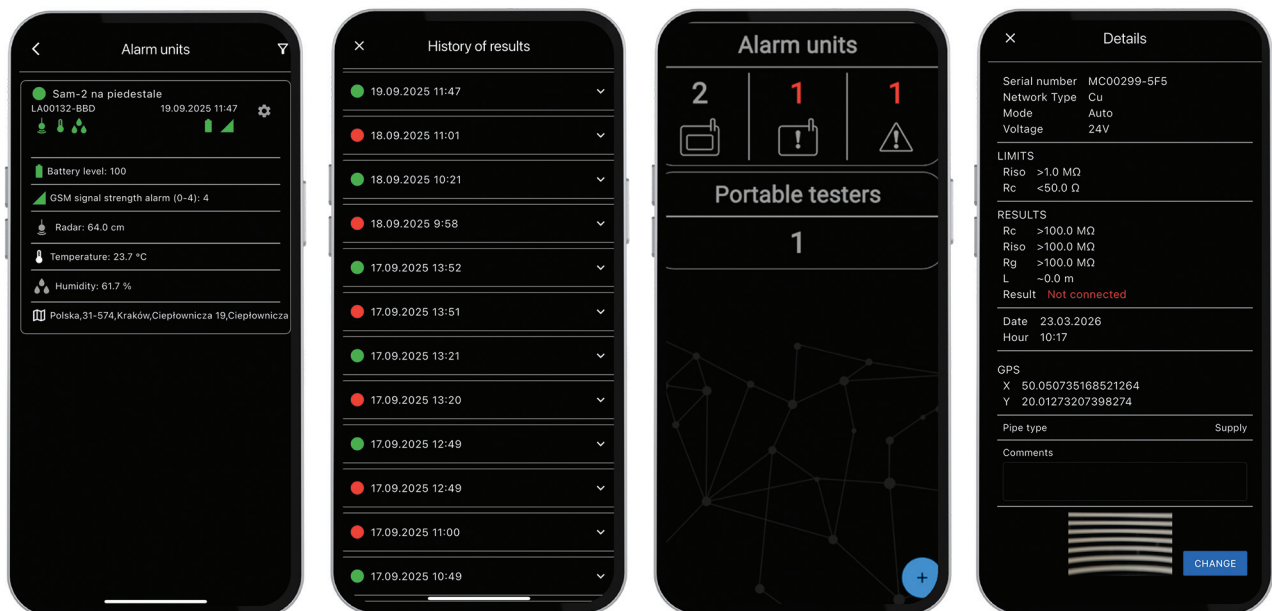 Alarm units
Sam-2 na piedestale
LA00132-BBD 19.09.2025 11:47
Battery level: 100
GSM signal strength alarm (0-4): 4
Radar: 64.0 cm
Temperature: 23.7 °C
Humidity: 61.7 %
Polska,31-574,Kraków,Ciepłownicza 19,Ciepłownicza
History of results
19.09.2025 11:47
18.09.2025 11:01
18.09.2025 10:21
18.09.2025 9:58
17.09.2025 13:52
17.09.2025 13:51
17.09.2025 13:21
17.09.2025 13:20
17.09.2025 12:49
17.09.2025 12:49
17.09.2025 11:00
17.09.2025 10:49
Alarm units
2 1 1
Portable testers
1
+
Details
Serial number MC00299-5F5
Network Type Cu
Mode Auto
Voltage 24V
LIMITS
Riso >1.0 MΩ
Rc <50.0 Ω
RESULTS
Rc >100.0 MΩ
Riso >100.0 MΩ
Rg >100.0 MΩ
L ~0.0 m
Result Not connected
Date 23.03.2026
Hour 10:17
GPS
X 50.050735168521264
Y 20.01273207398274
Pipe type Supply
Comments
CHANGE